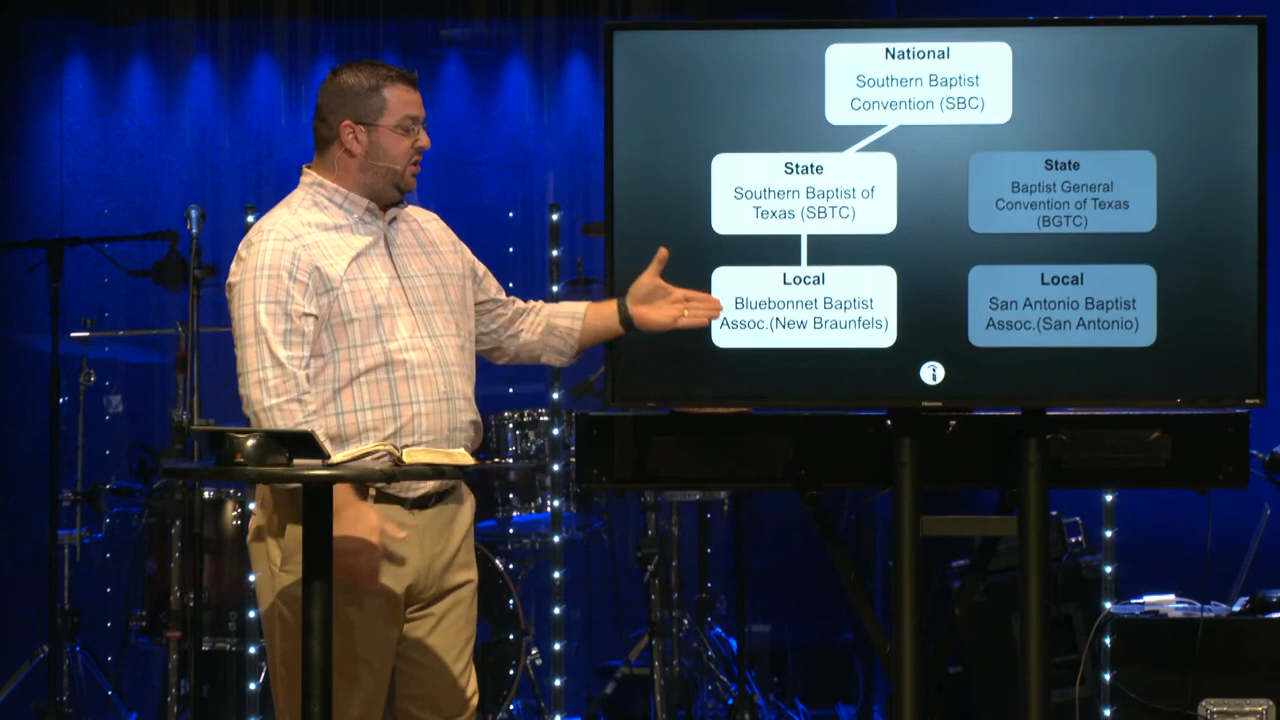 National
Southern Baptist
Convention (SBC)
State
Southern Baptist of
Texas (SBTC)
State
Baptist General
Convention of Texas
(BGTC)
Local
Bluebonnet Baptist
Assoc.(New Braunfels)
Local
San Antonio Baptist
Assoc.(San Antonio)